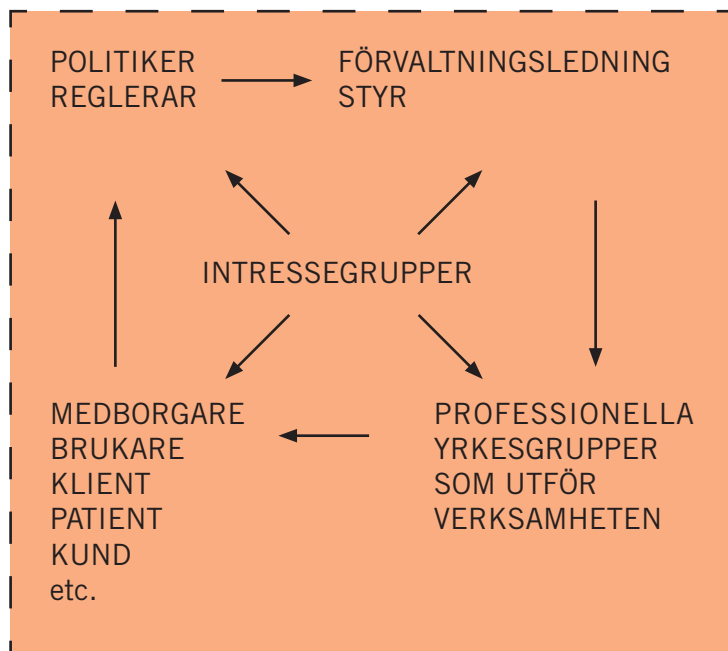 POLITIKER
REGLERAR
FÖRVALTNINGSLEDNING
STYR
INTRESSEGRUPPER
MEDBORGARE
BRUKARE
KLIENT
PATIENT
KUND
etc.
PROFESSIONELLA
YRKESGRUPPER
SOM UTFÖR
VERKSAMHETEN